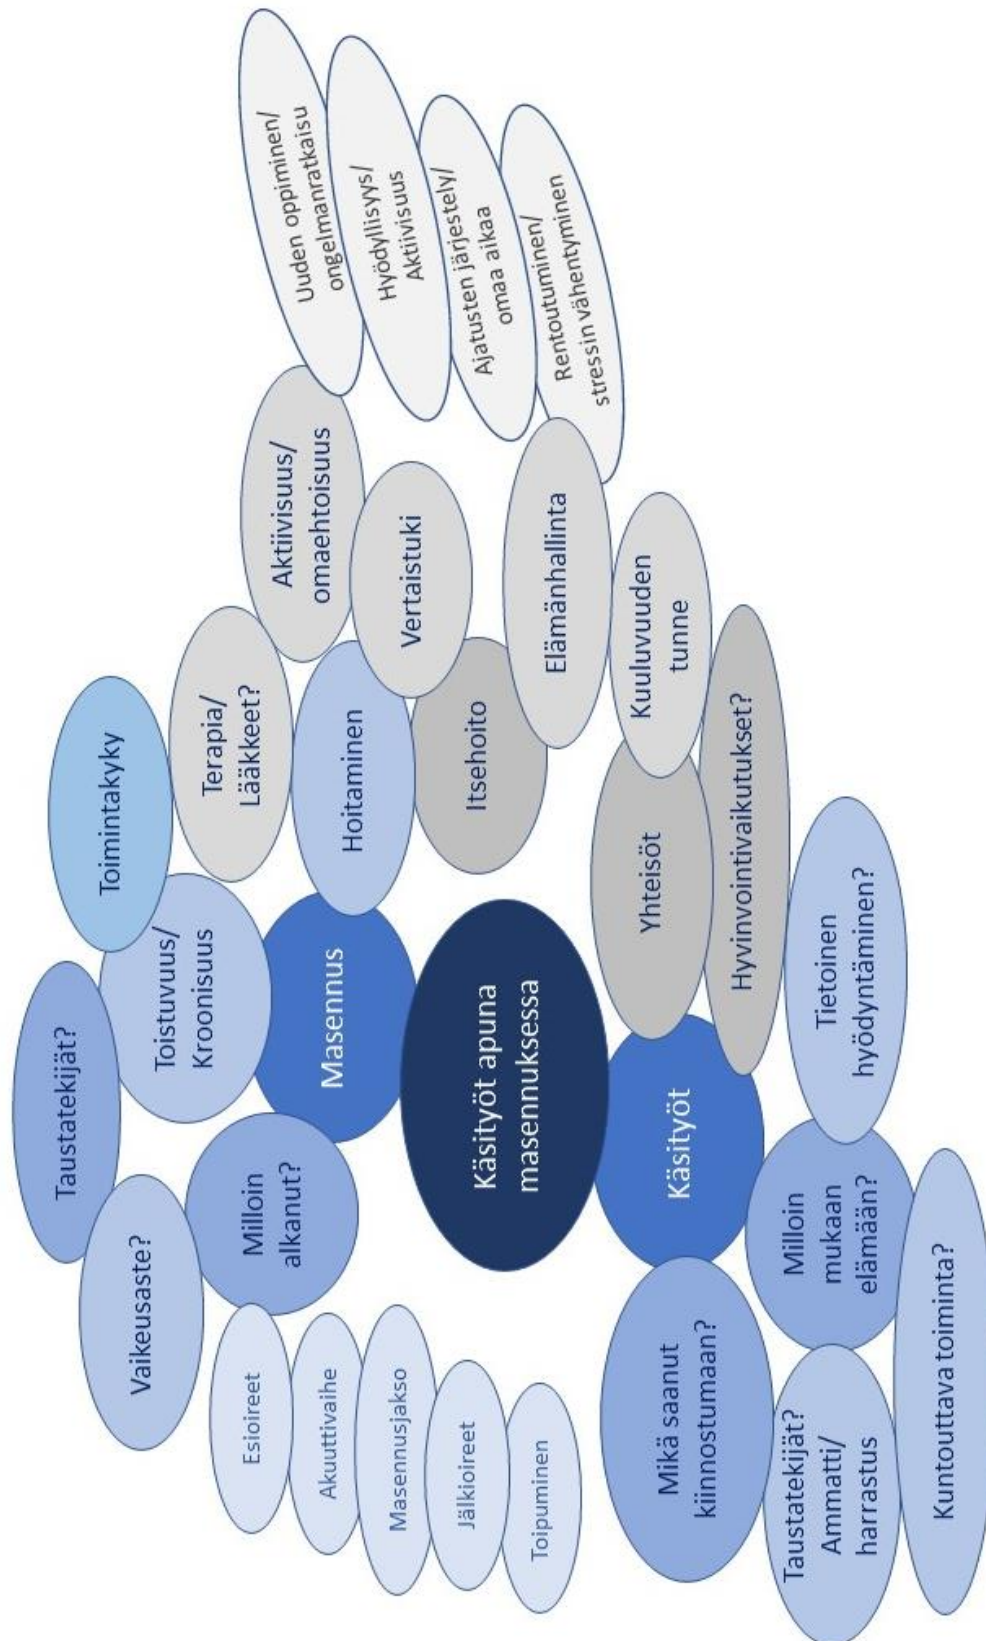 Taustatekijät?
Toimintakyky
Vaikeusaste?
Toistuvuus/
Kroonisuus
Terapia/
Lääkkeet?
Milloin
alkanut?
Masennus
Hoitaminen
Aktiivisuus/
omaehtoisuus
Vertaistuki
Itsehoito
Uuden oppiminen/
ongelmanratkaisu
Hyödyllisyys/
Aktiivisuus
Ajatusten järjestely/
omaa aikaa
Rentoutuminen/
stressin vähentyminen
Esioireet
Akuuttivaihe
Masennusjakso
Jälkioireet
Toipuminen
Käsityöt apuna
masennuksessa
Elämänhallinta
Kuuluvuuden
tunne
Yhteisöt
Hyvinvointivaikutukset?
Käsityöt
Mikä saanut
kiinnostumaan?
Milloin
mukaan
elämään?
Tietoinen
hyödyntäminen?
Taustatekijät?
Ammatti/
harrastus
Kuntouttava toiminta?